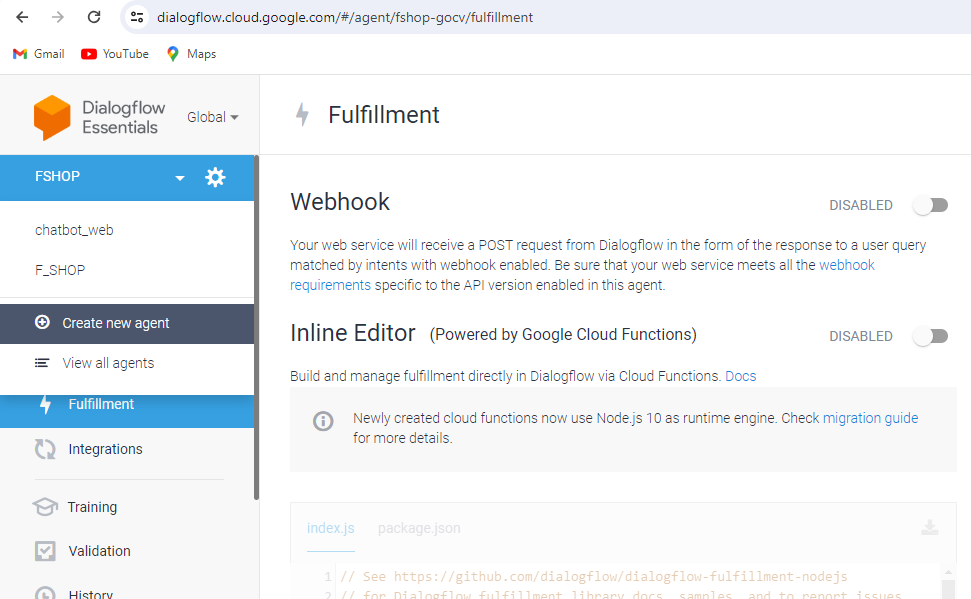 dialogflow.cloud.google.com/#/agent/fshop-gocv/fulfillment
Gmail YouTube Maps
Dialogflow
Essentials
Global
FSHOP
chatbot_web
F_SHOP
Create new agent
View all agents
Fulfillment
Integrations
Training
Validation
History
Fulfillment
Webhook
DISABLED
Your web service will receive a POST request from Dialogflow in the form of the response to a user query
matched by intents with webhook enabled. Be sure that your web service meets all the webhook
requirements specific to the API version enabled in this agent.
Inline Editor (Powered by Google Cloud Functions)
DISABLED
Build and manage fulfillment directly in Dialogflow via Cloud Functions. Docs
Newly created cloud functions now use Node.js 10 as runtime engine. Check migration guide
for more details.
index.js package.json
1 // See https://github.com/dialogflow/dialogflow-fulfillment-nodejs
2 // for Dialogflow fulfillment library docs, samples, and to report issues